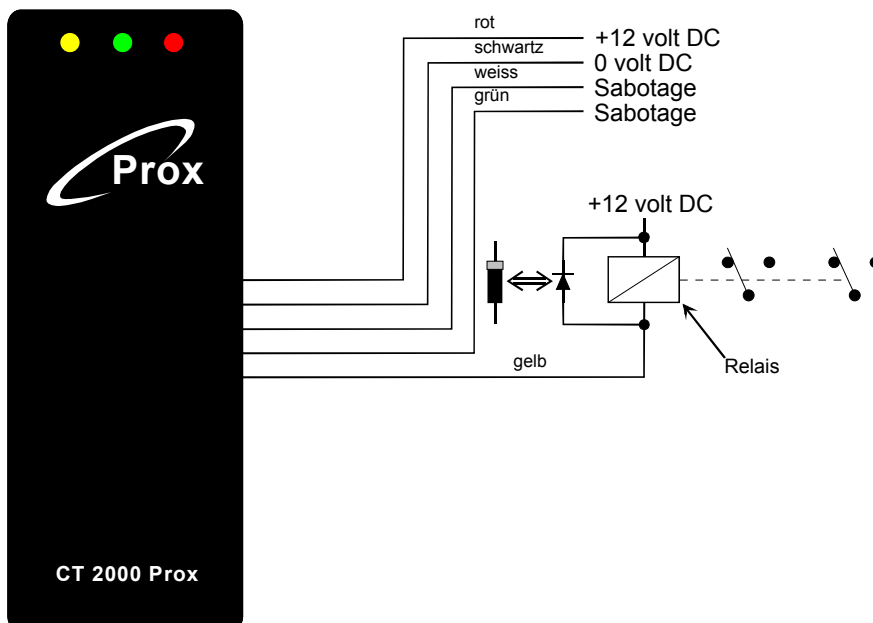 rot
+12 volt DC
schwartz
0 volt DC
weiss
Sabotage
grün
Sabotage
Prox
+12 volt DC
gelb
Relais
CT 2000 Prox